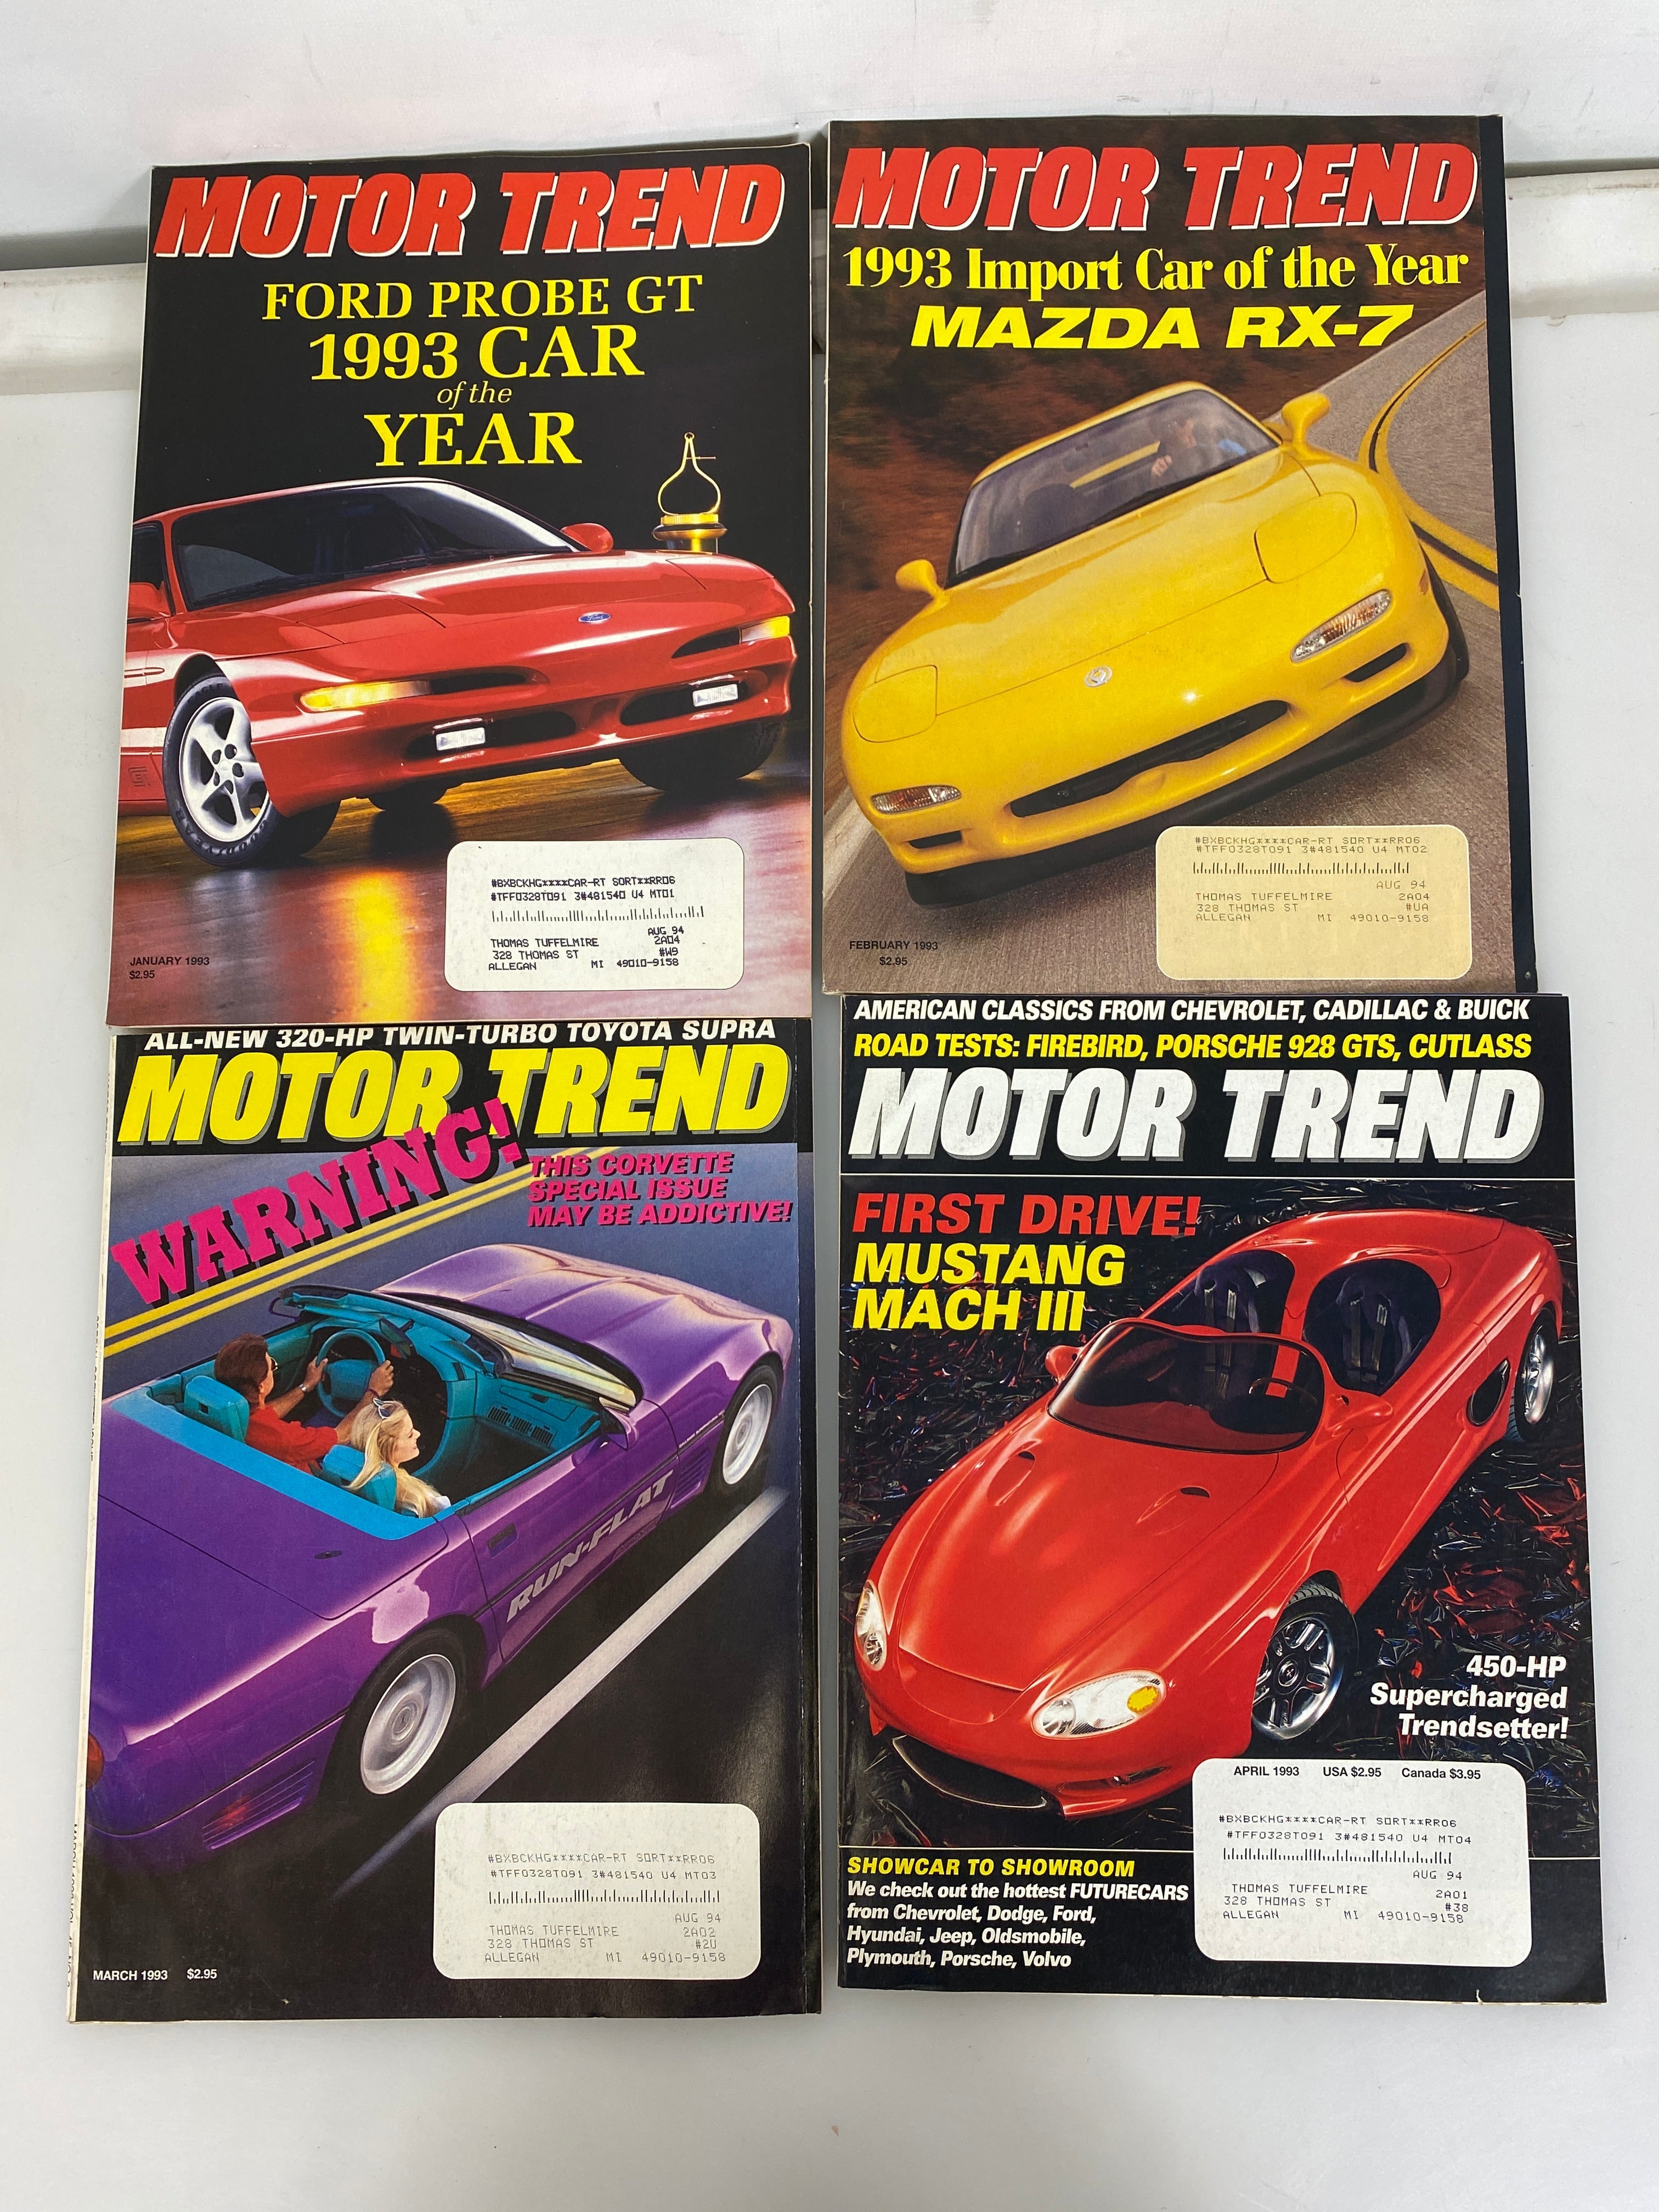 MOTOR TREND
FORD PROBE GT
1993 CAR
of the
YEAR
Ford
#BXBCKHG****CAR-RT SORT**RR06
#TFF0328T091 3#481540 U4 MT01
AUG 94
THOMAS TUFFELMIRE 2A04
328 THOMAS ST #W9
ALLEGAN MI 49010-9158
JANUARY 1993
$2.95
MOTOR TREND
1993 Import Car of the Year
MAZDA RX-7
#BXBCKHG****CAR-RT SORT**RR06
#TFF0328T091 3#481540 U4 MT02
AUG 94
THOMAS TUFFELMIRE 2A04
328 THOMAS ST #UA
ALLEGAN MI 49010-9158
FEBRUARY 1993
$2.95
ALL-NEW 320-HP TWIN-TURBO TOYOTA SUPRA
MOTOR TREND
WARNING!
THIS CORVETTE
SPECIAL ISSUE
MAY BE ADDICTIVE!
RUN-FLAT
#BXBCKHG****CAR-RT SORT**RR06
#TFF0328T091 3#481540 U4 MT03
AUG 94
THOMAS TUFFELMIRE 2A02
328 THOMAS ST #2U
ALLEGAN MI 49010-9158
MARCH 1993 $2.95
AMERICAN CLASSICS FROM CHEVROLET, CADILLAC & BUICK
ROAD TESTS: FIREBIRD, PORSCHE 928 GTS, CUTLASS
MOTOR TREND
FIRST DRIVE!
MUSTANG
MACH III
450-HP
Supercharged
Trendsetter!
APRIL 1993 USA $2.95 Canada $3.95
#BXBCKHG****CAR-RT SORT**RR06
#TFF0328T091 3#481540 U4 MT04
AUG 94
THOMAS TUFFELMIRE 2A01
328 THOMAS ST #38
ALLEGAN MI 49010-9158
SHOWCAR TO SHOWROOM
We check out the hottest FUTURECARS
from Chevrolet, Dodge, Ford,
Hyundai, Jeep, Oldsmobile,
Plymouth, Porsche, Volvo